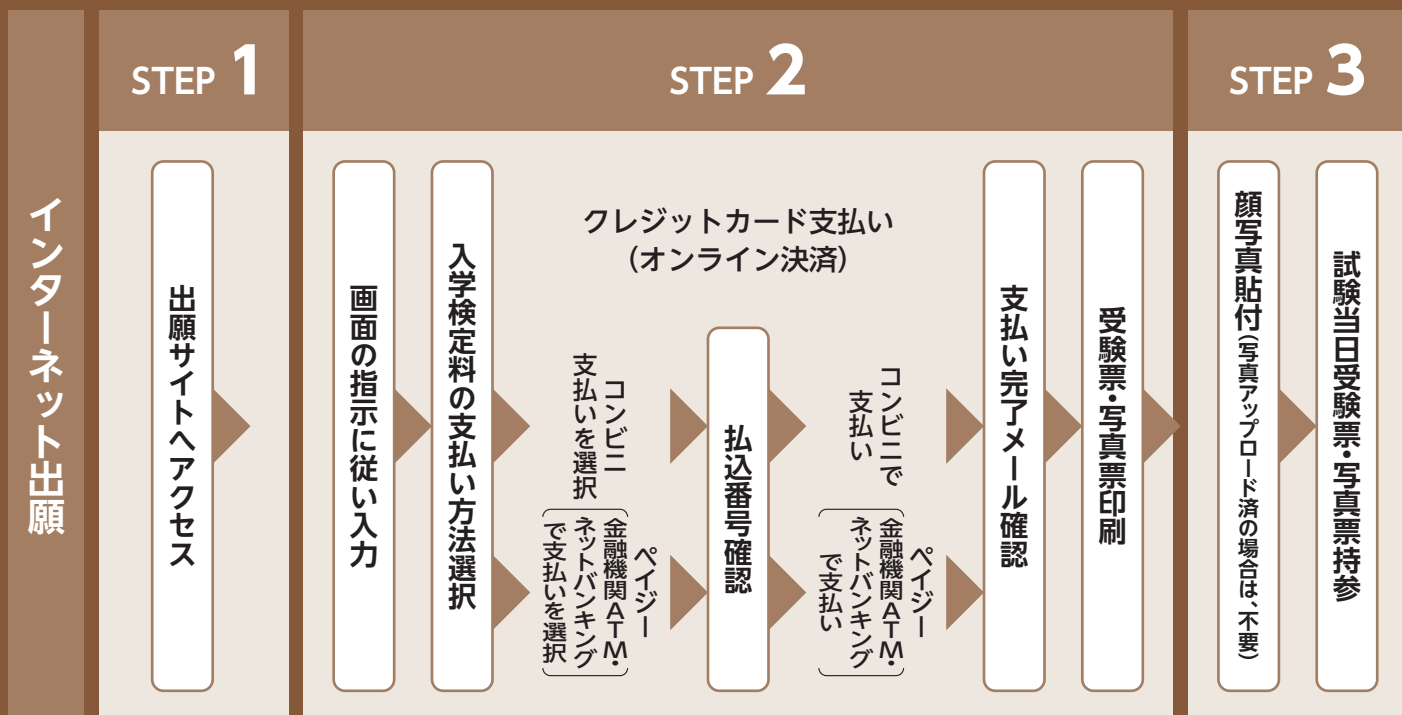 インターネット出願
STEP 1
出願サイトへアクセス
STEP 2
画面の指示に従い入力
入学検定料の支払い方法選択
クレジットカード支払い
（オンライン決済）
コンビニ
支払いを選択
ペイジー
金融機関ATM・
ネットバンキング
で支払いを選択
払込番号確認
コンビニで
支払い
ペイジー
金融機関ATM・
ネットバンキング
で支払い
支払い完了メール確認
受験票・写真票印刷
STEP 3
顔写真貼付（写真アップロード済の場合は、不要）
試験当日受験票・写真票持参